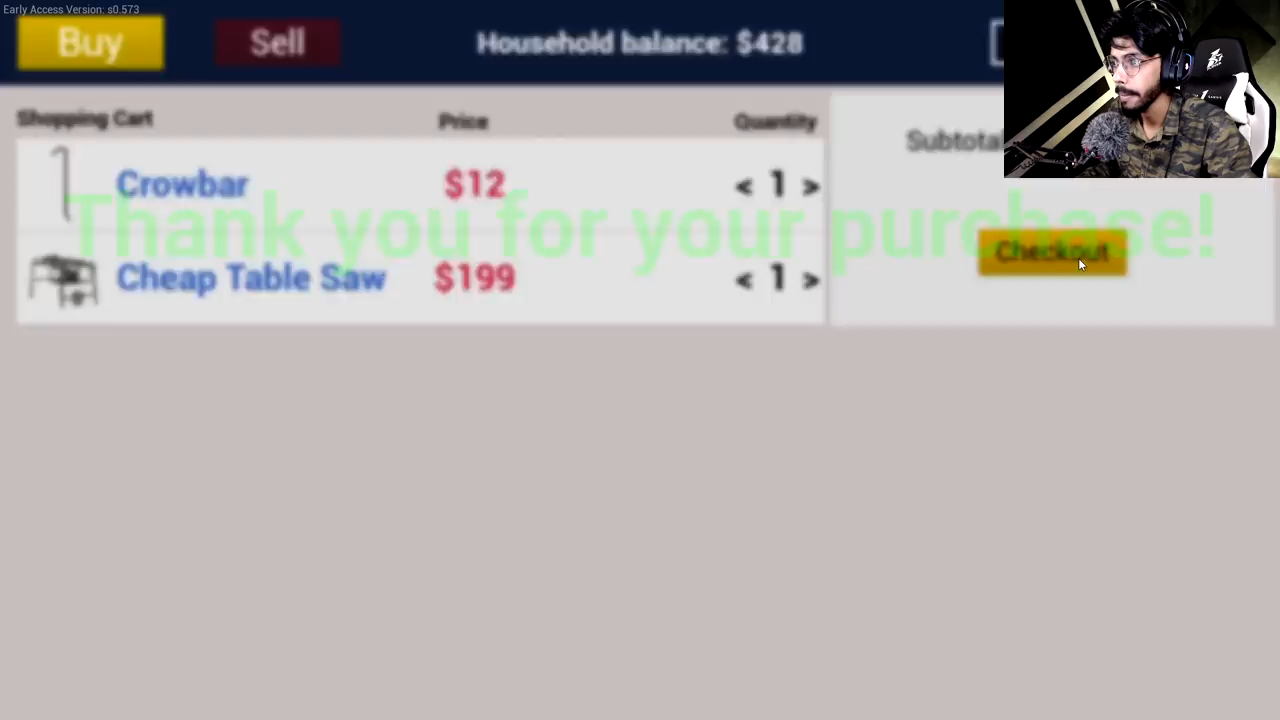 Early Access Version: s0.573
Buy Sell Household balance: $428
Shopping Cart Price Quantity
Subtotal
Crowbar $12 < 1 >
Thank you for your purchase!
Checkout
Cheap Table Saw $199 < 1 >